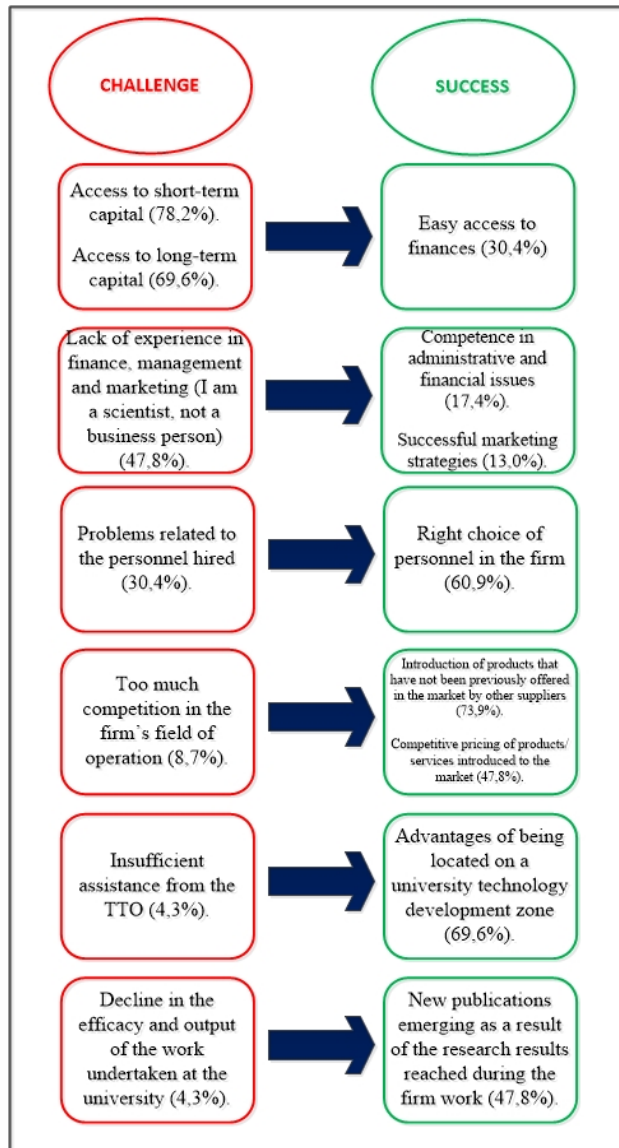 CHALLENGE
SUCCESS
Access to short-term
capital (78,2%).
Access to long-term
capital (69,6%).
Easy access to
finances (30,4%)
Lack of experience in
finance, management
and marketing (I am
a scientist, not a
business person)
(47,8%).
Competence in
administrative and
financial issues
(17,4%).
Successful marketing
strategies (13,0%).
Problems related to
the personnel hired
(30,4%).
Right choice of
personnel in the firm
(60,9%).
Too much
competition in the
firm's field of
operation (8,7%).
Introduction of products that
have not been previously offered
in the market by other suppliers
(73,9%).
Competitive pricing of products/
services introduced to the
market (47,8%).
Insufficient
assistance from the
TTO (4,3%).
Advantages of being
located on a
university technology
development zone
(69,6%).
Decline in the
efficacy and output
of the work
undertaken at the
university (4,3%).
New publications
emerging as a result
of the research results
reached during the
firm work (47,8%).